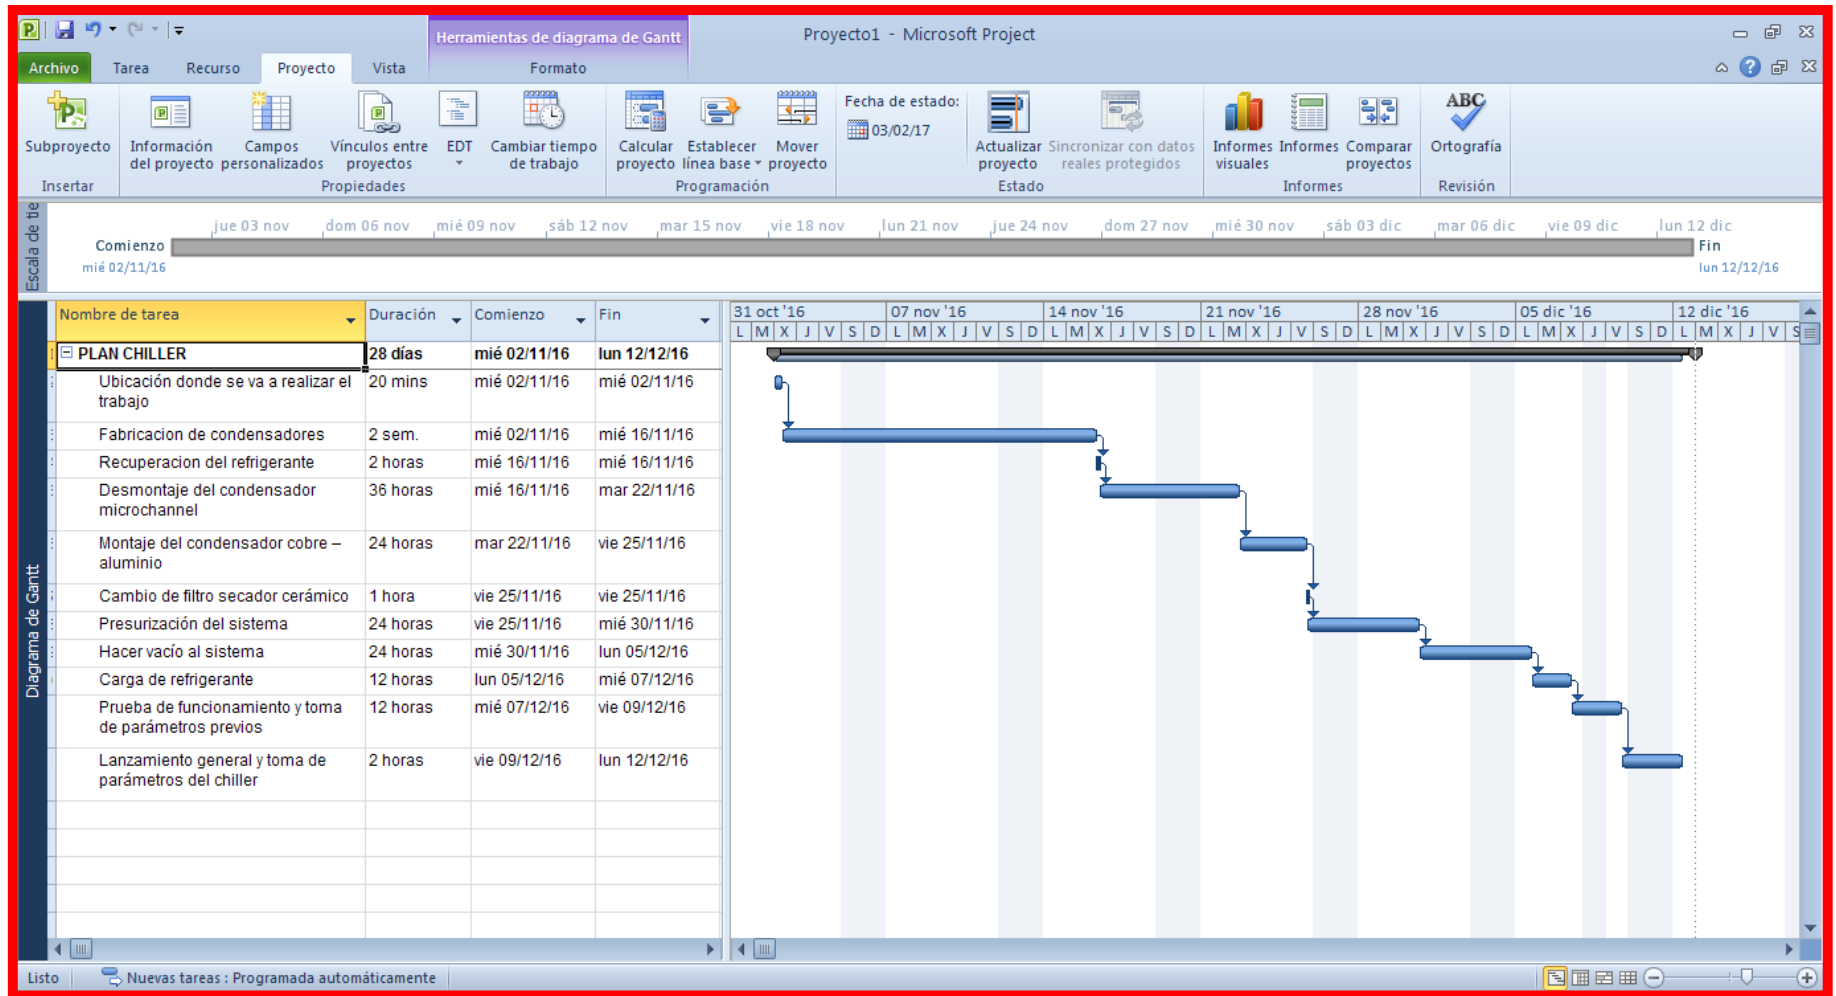 Herramientas de diagrama de Gantt
Proyecto1 - Microsoft Project
Archivo Tarea Recurso Proyecto Vista Formato
Subproyecto
Información del proyecto
Campos personalizados
Vínculos entre proyectos
EDT
Cambiar tiempo de trabajo
Calcular proyecto
Establecer línea base
Mover proyecto
Fecha de estado:
03/02/17
Actualizar proyecto
Sincronizar con datos reales protegidos
Informes visuales
Informes
Comparar proyectos
ABC
Ortografía
Insertar Propiedades Programación Estado Informes Revisión
Escala de tie
jue 03 nov dom 06 nov mié 09 nov sáb 12 nov mar 15 nov vie 18 nov lun 21 nov jue 24 nov dom 27 nov mié 30 nov sáb 03 dic mar 06 dic vie 09 dic lun 12 dic
Comienzo
mié 02/11/16
Fin
lun 12/12/16
Diagrama de Gantt
Nombre de tarea Duración Comienzo Fin
31 oct '16 07 nov '16 14 nov '16 21 nov '16 28 nov '16 05 dic '16 12 dic '16
L M X J V S D L M X J V S D L M X J V S D L M X J V S D L M X J V S D L M X J V S D L M X J V S
PLAN CHILLER 28 días mié 02/11/16 lun 12/12/16
Ubicación donde se va a realizar el 20 mins mié 02/11/16 mié 02/11/16
trabajo
Fabricacion de condensadores 2 sem. mié 02/11/16 mié 16/11/16
Recuperacion del refrigerante 2 horas mié 16/11/16 mié 16/11/16
Desmontaje del condensador 36 horas mié 16/11/16 mar 22/11/16
microchannel
Montaje del condensador cobre – 24 horas mar 22/11/16 vie 25/11/16
aluminio
Cambio de filtro secador cerámico 1 hora vie 25/11/16 vie 25/11/16
Presurización del sistema 24 horas vie 25/11/16 mié 30/11/16
Hacer vacío al sistema 24 horas mié 30/11/16 lun 05/12/16
Carga de refrigerante 12 horas lun 05/12/16 mié 07/12/16
Prueba de funcionamiento y toma 12 horas mié 07/12/16 vie 09/12/16
de parámetros previos
Lanzamiento general y toma de 2 horas vie 09/12/16 lun 12/12/16
parámetros del chiller
Listo Nuevas tareas : Programada automáticamente